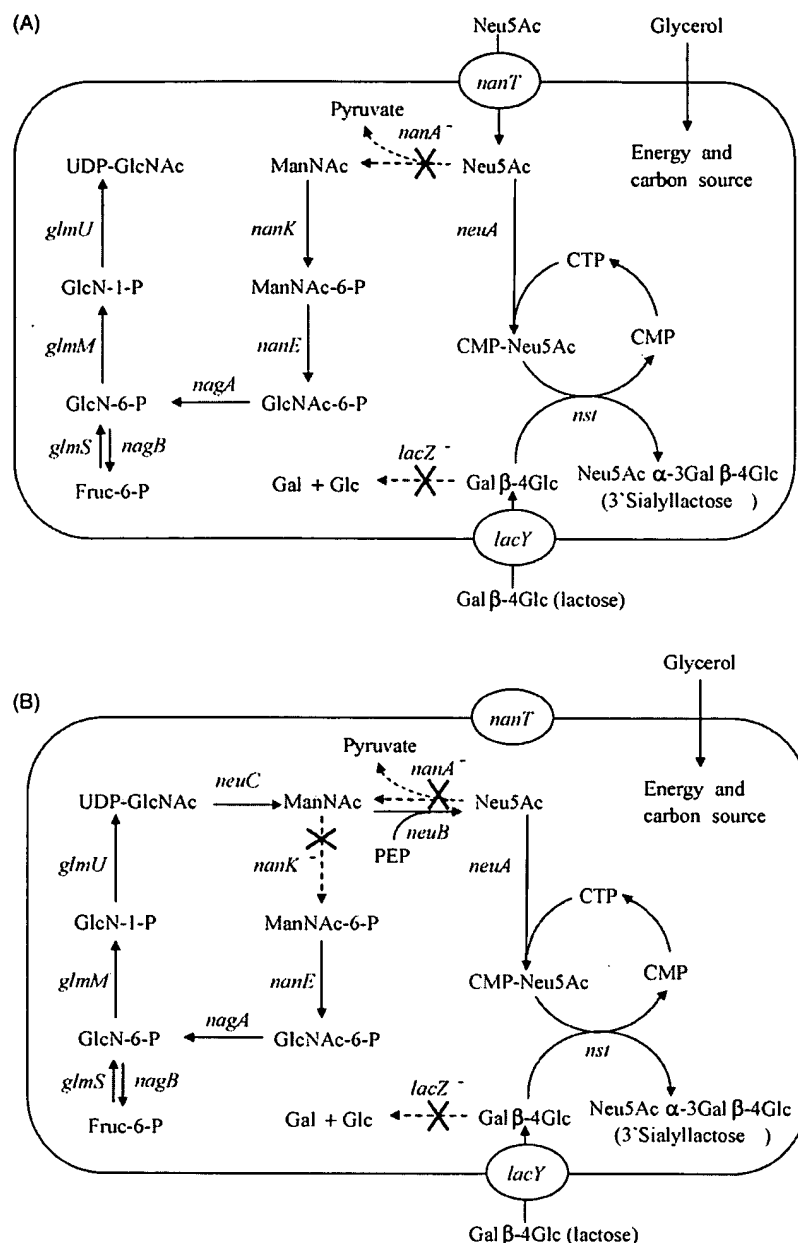 (A)
Neu5Ac
Glycerol
nanT
Pyruvate
nanA⁻
UDP-GlcNAc
ManNAc
Neu5Ac
Energy and
carbon source
glmU
nanK
neuA
CTP
GlcN-1-P
ManNAc-6-P
CMP-Neu5Ac
CMP
glmM
nanE
nagA
GlcN-6-P
GlcNAc-6-P
nst
glmS
nagB
lacZ⁻
Fruc-6-P
Gal + Glc
Gal β-4Glc
Neu5Ac α-3Gal β-4Glc
(3`Sialyllactose )
lacY
Gal β-4Glc (lactose)
(B)
Glycerol
nanT
Pyruvate
nanA⁻
neuC
UDP-GlcNAc
ManNAc
Neu5Ac
Energy and
carbon source
neuB
PEP
glmU
nanK⁻
neuA
CTP
GlcN-1-P
ManNAc-6-P
CMP-Neu5Ac
CMP
glmM
nanE
nagA
GlcN-6-P
GlcNAc-6-P
nst
glmS
nagB
lacZ⁻
Fruc-6-P
Gal + Glc
Gal β-4Glc
Neu5Ac α-3Gal β-4Glc
(3`Sialyllactose )
lacY
Gal β-4Glc (lactose)